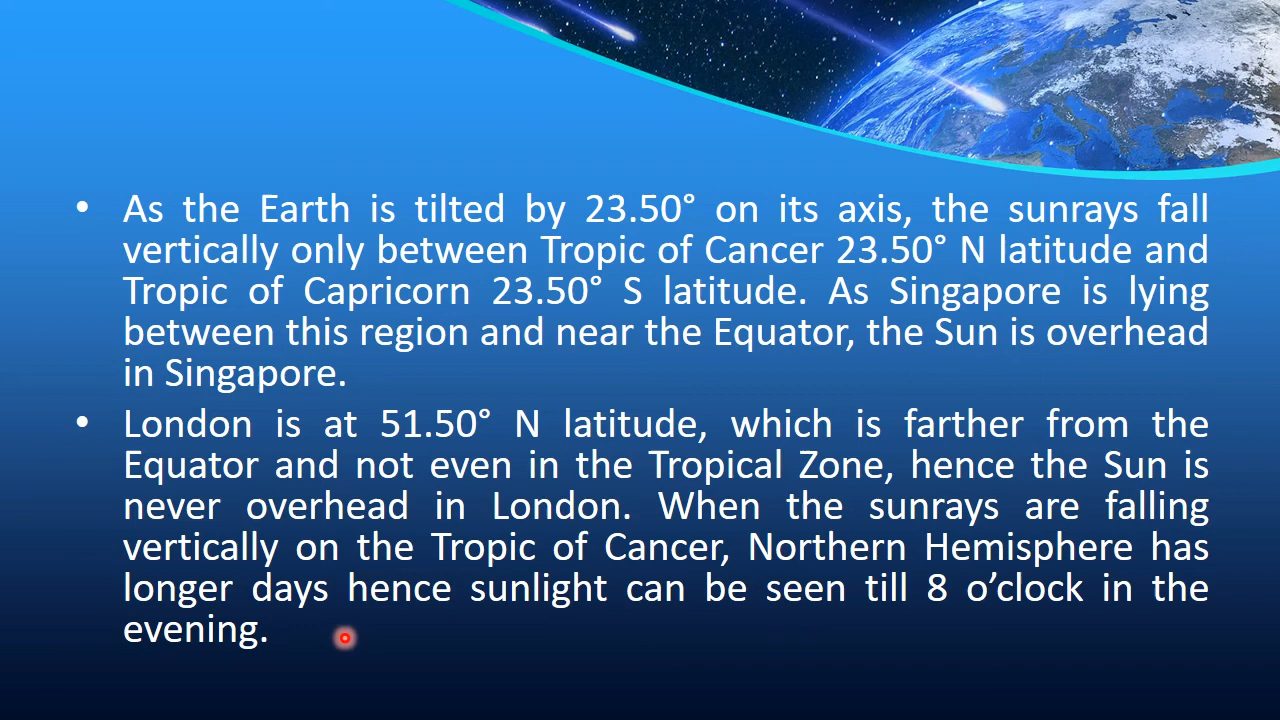 • As the Earth is tilted by 23.50° on its axis, the sunrays fall
vertically only between Tropic of Cancer 23.50° N latitude and
Tropic of Capricorn 23.50° S latitude. As Singapore is lying
between this region and near the Equator, the Sun is overhead
in Singapore.
• London is at 51.50° N latitude, which is farther from the
Equator and not even in the Tropical Zone, hence the Sun is
never overhead in London. When the sunrays are falling
vertically on the Tropic of Cancer, Northern Hemisphere has
longer days hence sunlight can be seen till 8 o’clock in the
evening.